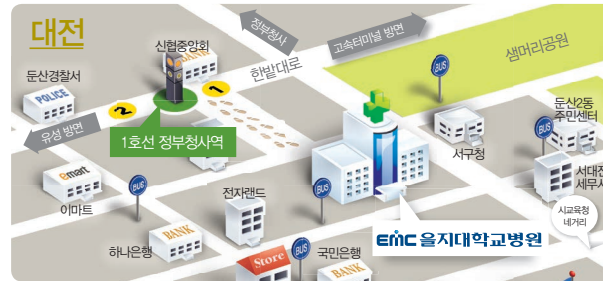 대전
정부청사
고속터미널 방면
신협중앙회
BANK
한밭대로
샘머리공원
둔산경찰서
POLICE
BUS
2
1
유성 방면
1호선 정부청사역
둔산2동
주민센터
BUS
서구청
emart
이마트
BUS
전자랜드
BUS
서대전
세무서
시교육청
네거리
EMC 을지대학교병원
하나은행
BANK
Store
BUS
국민은행
BANK
BUS